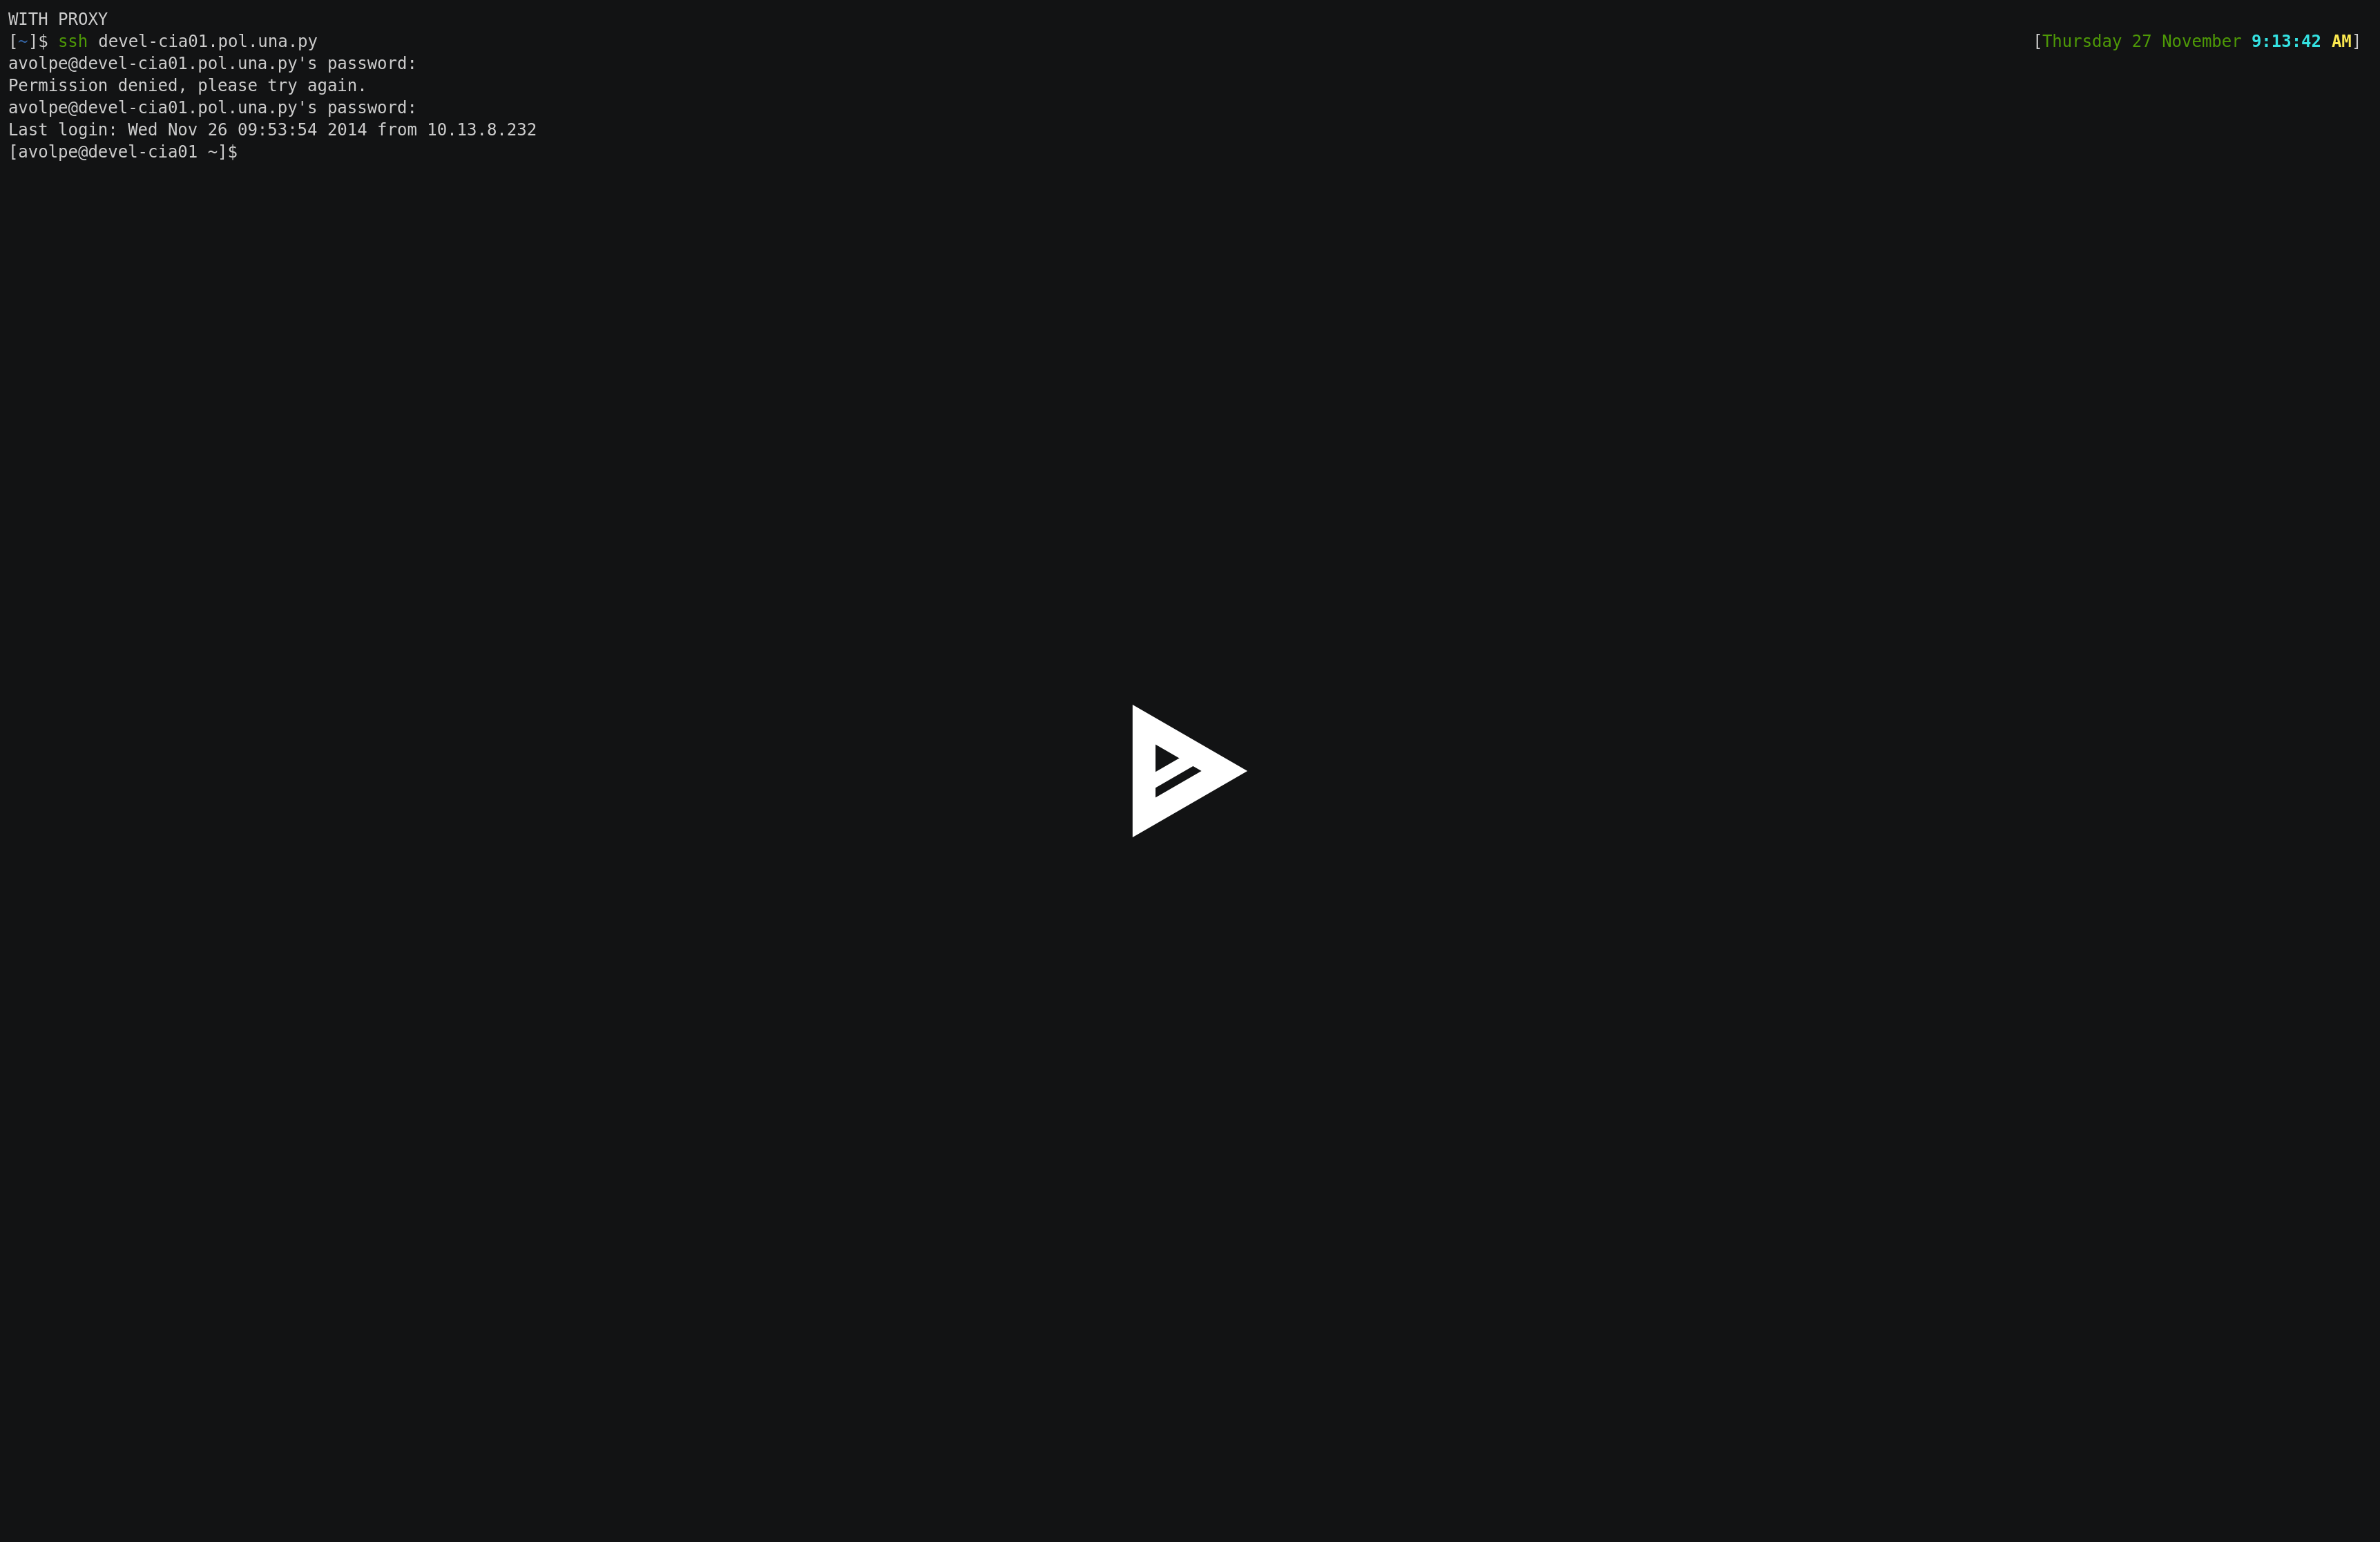 WITH PROXY
[~]$ ssh devel-cia01.pol.una.py [Thursday 27 November 9:13:42 AM]
avolpe@devel-cia01.pol.una.py's password:
Permission denied, please try again.
avolpe@devel-cia01.pol.una.py's password:
Last login: Wed Nov 26 09:53:54 2014 from 10.13.8.232
[avolpe@devel-cia01 ~]$